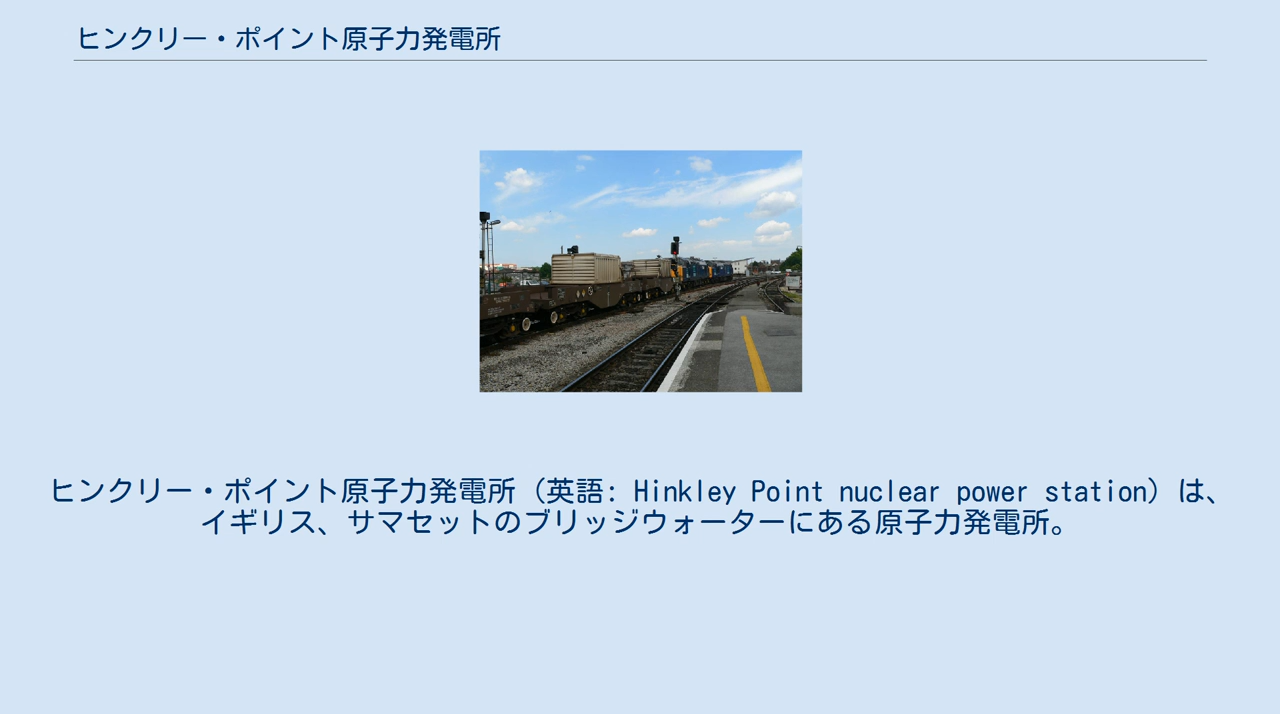 ヒンクリー・ポイント原子力発電所
ヒンクリー・ポイント原子力発電所（英語: Hinkley Point nuclear power station）は、
イギリス、サマセットのブリッジウォーターにある原子力発電所。